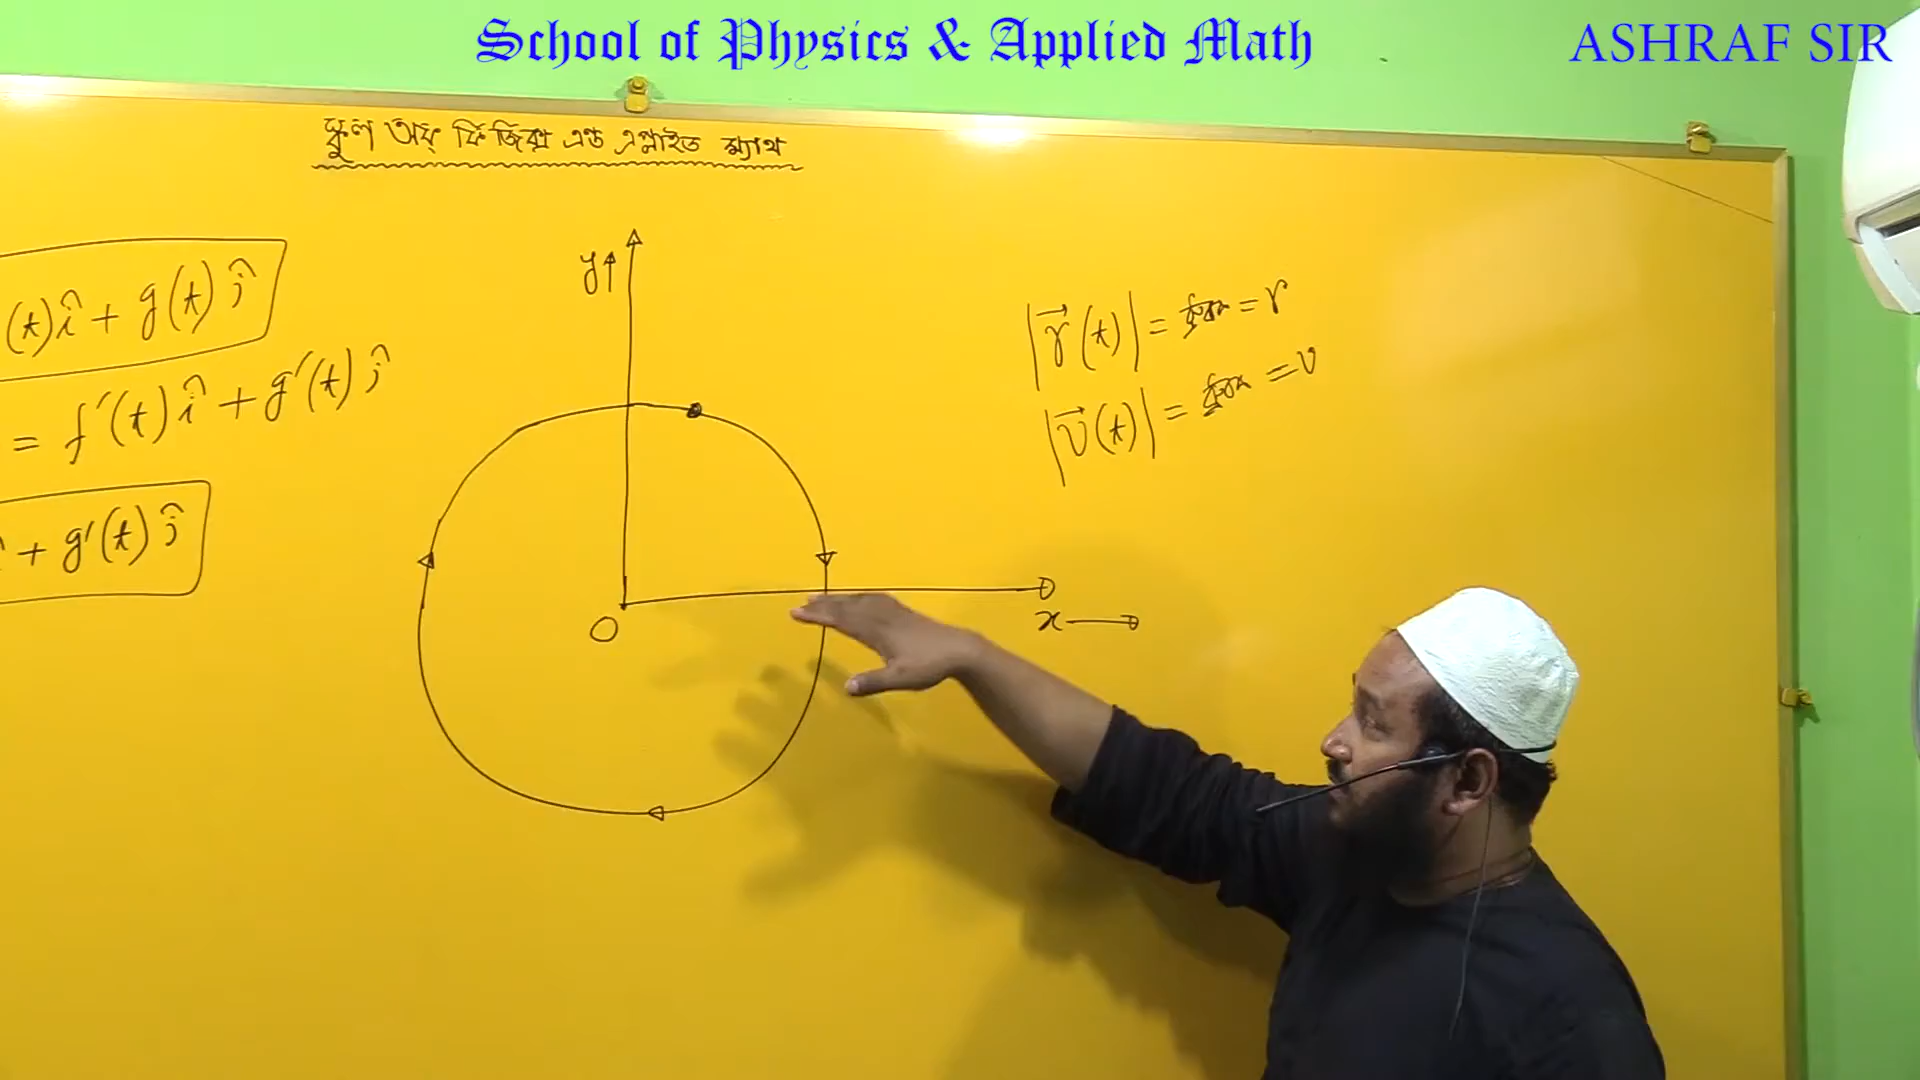 School of Physics & Applied Math
ASHRAF SIR
স্কুল অফ ফিজিক্স এন্ড এপ্লাইড ম্যাথ
(t)î + g(t) ĵ
= f'(t) î + g'(t) ĵ
+ g'(t) ĵ
y↑
O
x→
|r⃗(t)| = ধ্রুবক = r
|v⃗(t)| = ধ্রুবক = v